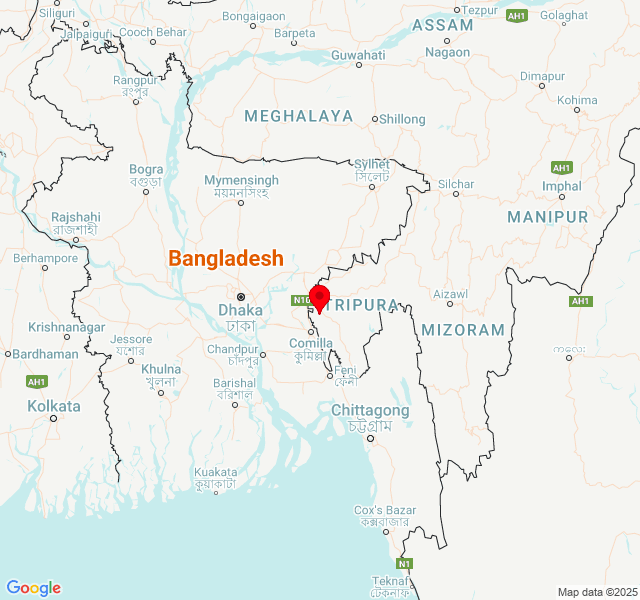 Siliguri
Jalpaiguri
Cooch Behar
Bongaigaon
Barpeta
Guwahati
Tezpur
AH1
Golaghat
ASSAM
Nagaon
Dimapur
Kohima
Rangpur
রংপুর
MEGHALAYA
Shillong
Bogra
বগুড়া
Mymensingh
ময়মনসিংহ
Sylhet
সিলেট
Silchar
AH1
Imphal
MANIPUR
Rajshahi
রাজশাহী
Berhampore
Bangladesh
Dhaka
ঢাকা
N10
TRIPURA
Aizawl
AH1
MIZORAM
Krishnanagar
Bardhaman
Jessore
যশোর
Chandpur
চাঁদপুর
Comilla
কুমিল্লা
Khulna
খুলনা
Feni
ফেনী
AH1
Kolkata
Barishal
বরিশাল
Chittagong
চট্টগ্রাম
Kuakata
কুয়াকাটা
Cox's Bazar
কক্সবাজার
N1
Teknaf
টেকনাফ
Google
Map data ©2025